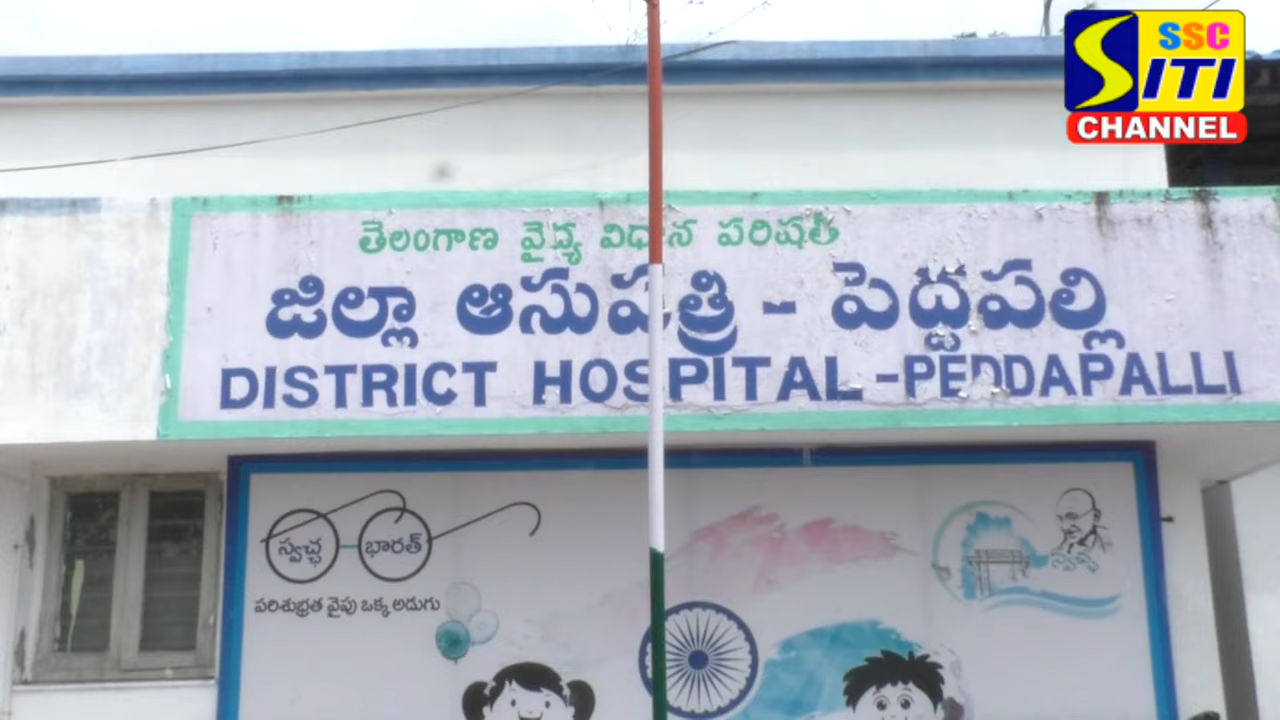 SSC
SITI
CHANNEL
తెలంగాణ వైద్య విధాన పరిషత్
జిల్లా ఆసుపత్రి - పెద్దపల్లి
DISTRICT HOSPITAL -PEDDAPALLI
స్వచ్ఛ భారత్
పరిశుభ్రత వైపు ఒక్క అడుగు